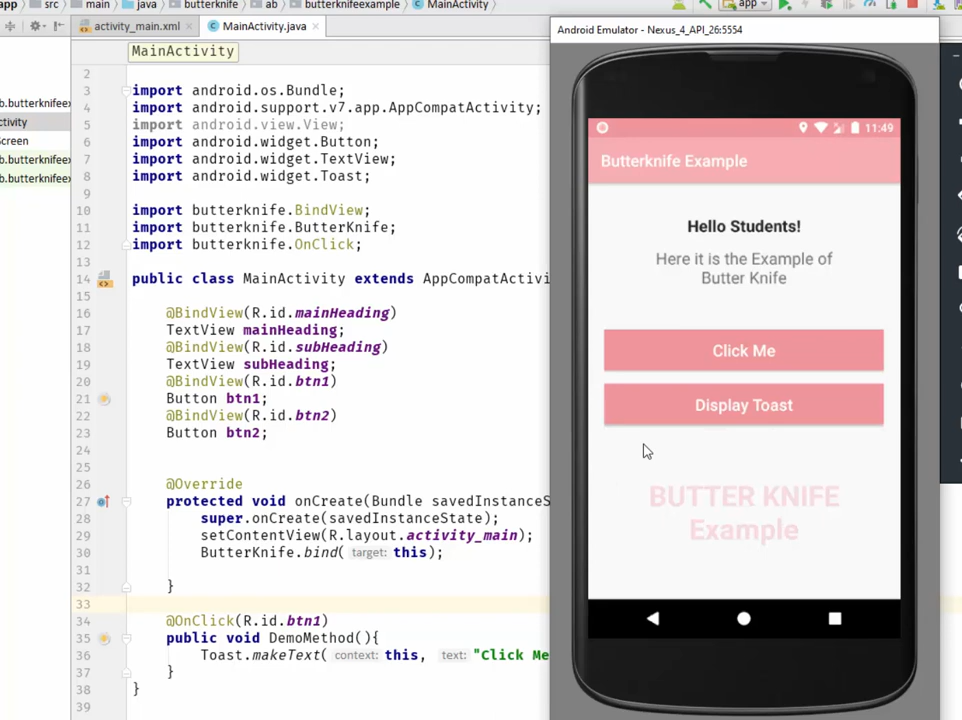 app src main java butterknife ab butterknifeexample MainActivity
app
activity_main.xml MainActivity.java
Android Emulator - Nexus_4_API_26:5554
MainActivity
2
3 import android.os.Bundle;
4 import android.support.v7.app.AppCompatActivity;
5 import android.view.View;
6 import android.widget.Button;
7 import android.widget.TextView;
8 import android.widget.Toast;
9
10 import butterknife.BindView;
11 import butterknife.ButterKnife;
12 import butterknife.OnClick;
13
14 public class MainActivity extends AppCompatActivi
15
16 @BindView(R.id.mainHeading)
17 TextView mainHeading;
18 @BindView(R.id.subHeading)
19 TextView subHeading;
20 @BindView(R.id.btn1)
21 Button btn1;
22 @BindView(R.id.btn2)
23 Button btn2;
24
25
26 @Override
27 protected void onCreate(Bundle savedInstanceS
28 super.onCreate(savedInstanceState);
29 setContentView(R.layout.activity_main);
30 ButterKnife.bind( target: this);
31
32 }
33
34 @OnClick(R.id.btn1)
35 public void DemoMethod(){
36 Toast.makeText( context: this, text: "Click Me
37 }
38 }
39
b.butterknifeex
ctivity
Screen
b.butterknifeex
b.butterknifeex
11:49
Butterknife Example
Hello Students!
Here it is the Example of
Butter Knife
Click Me
Display Toast
BUTTER KNIFE
Example